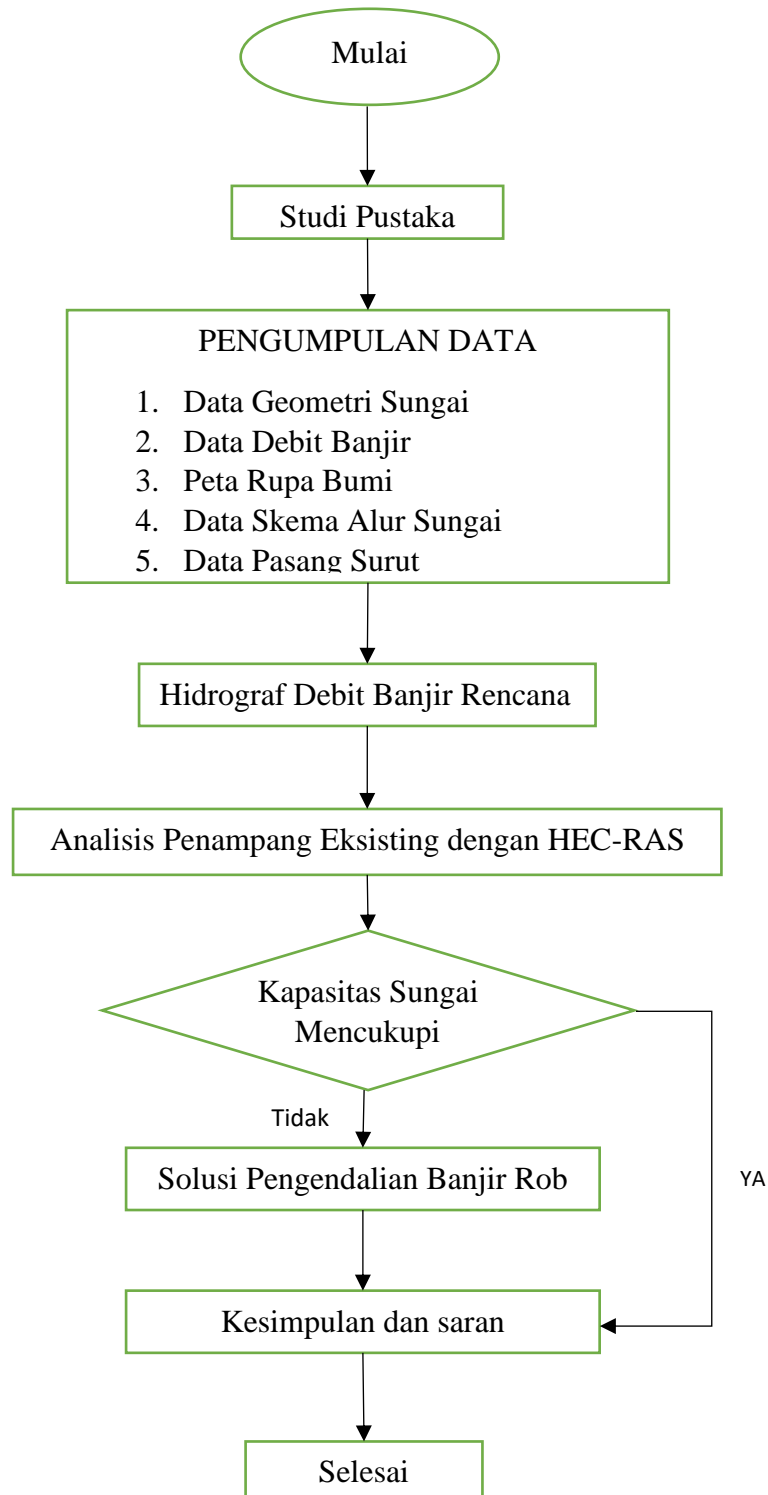 Mulai
Studi Pustaka
PENGUMPULAN DATA
1. Data Geometri Sungai
2. Data Debit Banjir
3. Peta Rupa Bumi
4. Data Skema Alur Sungai
5. Data Pasang Surut
Hidrograf Debit Banjir Rencana
Analisis Penampang Eksisting dengan HEC-RAS
Kapasitas Sungai
Mencukupi
Tidak
Solusi Pengendalian Banjir Rob
YA
Kesimpulan dan saran
Selesai